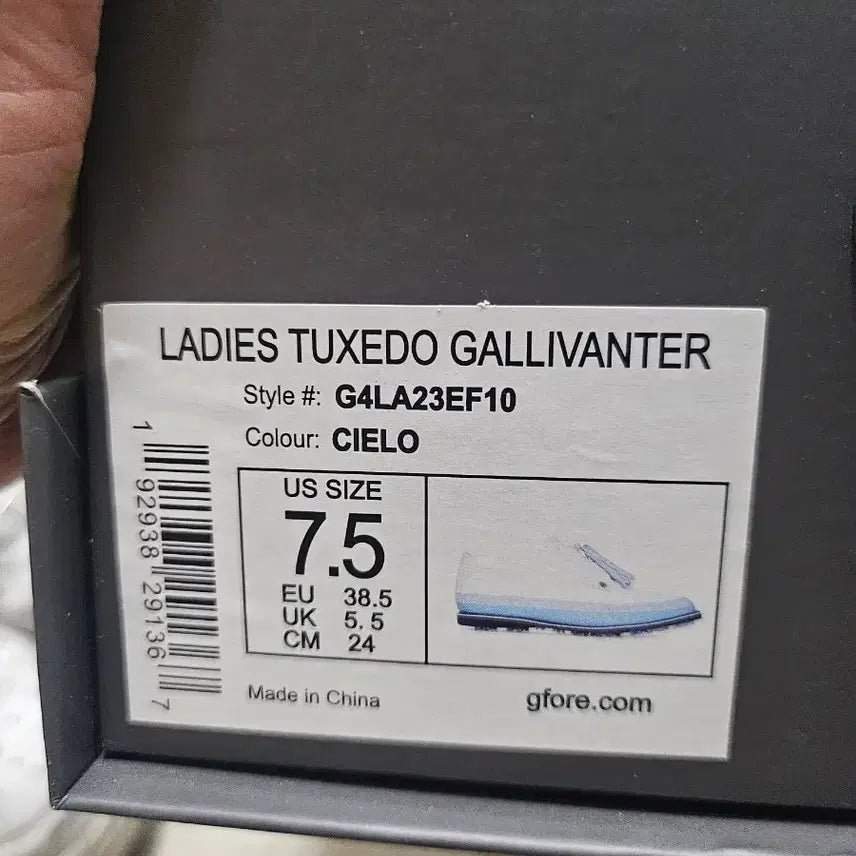 LADIES TUXEDO GALLIVANTER
Style #: G4LA23EF10
Colour: CIELO
1 92938 29136 7
US SIZE
7.5
EU 38.5
UK 5.5
CM 24
Made in China
gfore.com